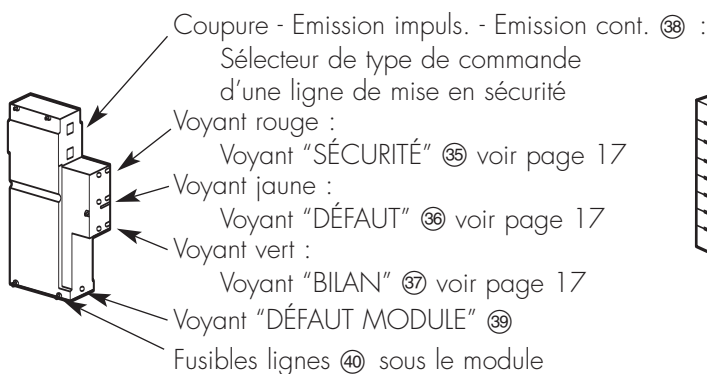 Coupure - Emission impuls. - Emission cont. ㊳ :
Sélecteur de type de commande
d’une ligne de mise en sécurité
Voyant rouge :
Voyant “SÉCURITÉ” ㉟ voir page 17
Voyant jaune :
Voyant “DÉFAUT” ㊱ voir page 17
Voyant vert :
Voyant “BILAN” ㊲ voir page 17
Voyant “DÉFAUT MODULE” ㊴
Fusibles lignes ㊵ sous le module